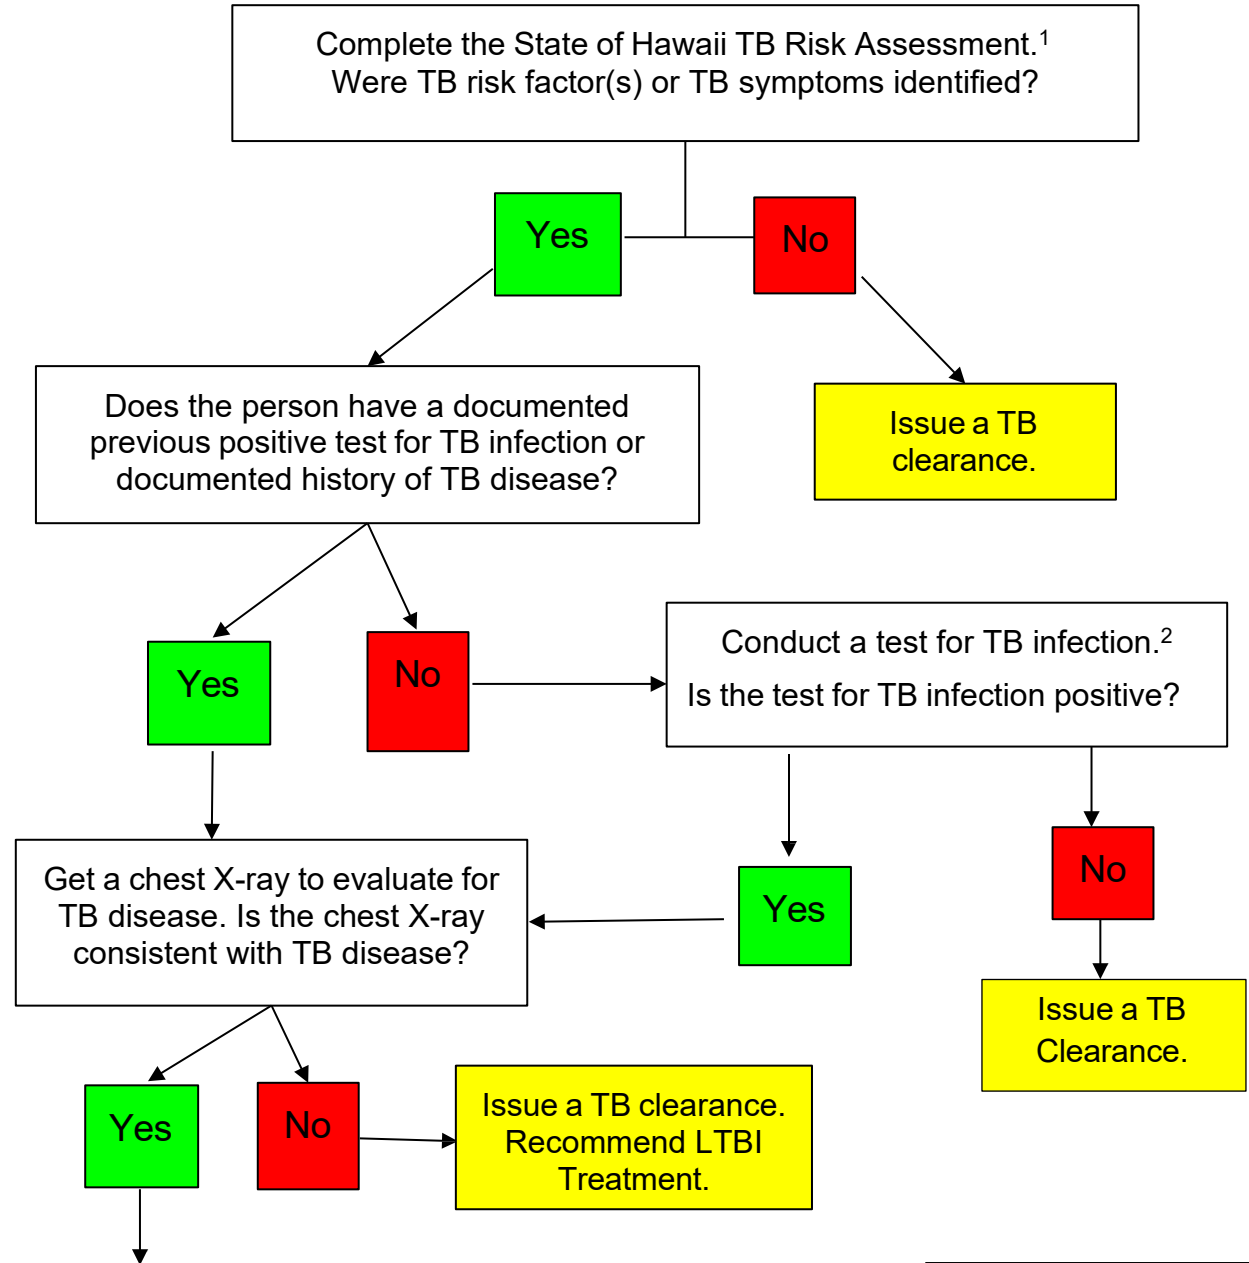 Complete the State of Hawaii TB Risk Assessment.¹
Were TB risk factor(s) or TB symptoms identified?
Yes
No
Does the person have a documented
previous positive test for TB infection or
documented history of TB disease?
Issue a TB
clearance.
Yes
No
Conduct a test for TB infection.²
Is the test for TB infection positive?
Get a chest X-ray to evaluate for
TB disease. Is the chest X-ray
consistent with TB disease?
Yes
No
Issue a TB
Clearance.
Yes
No
Issue a TB clearance.
Recommend LTBI
Treatment.